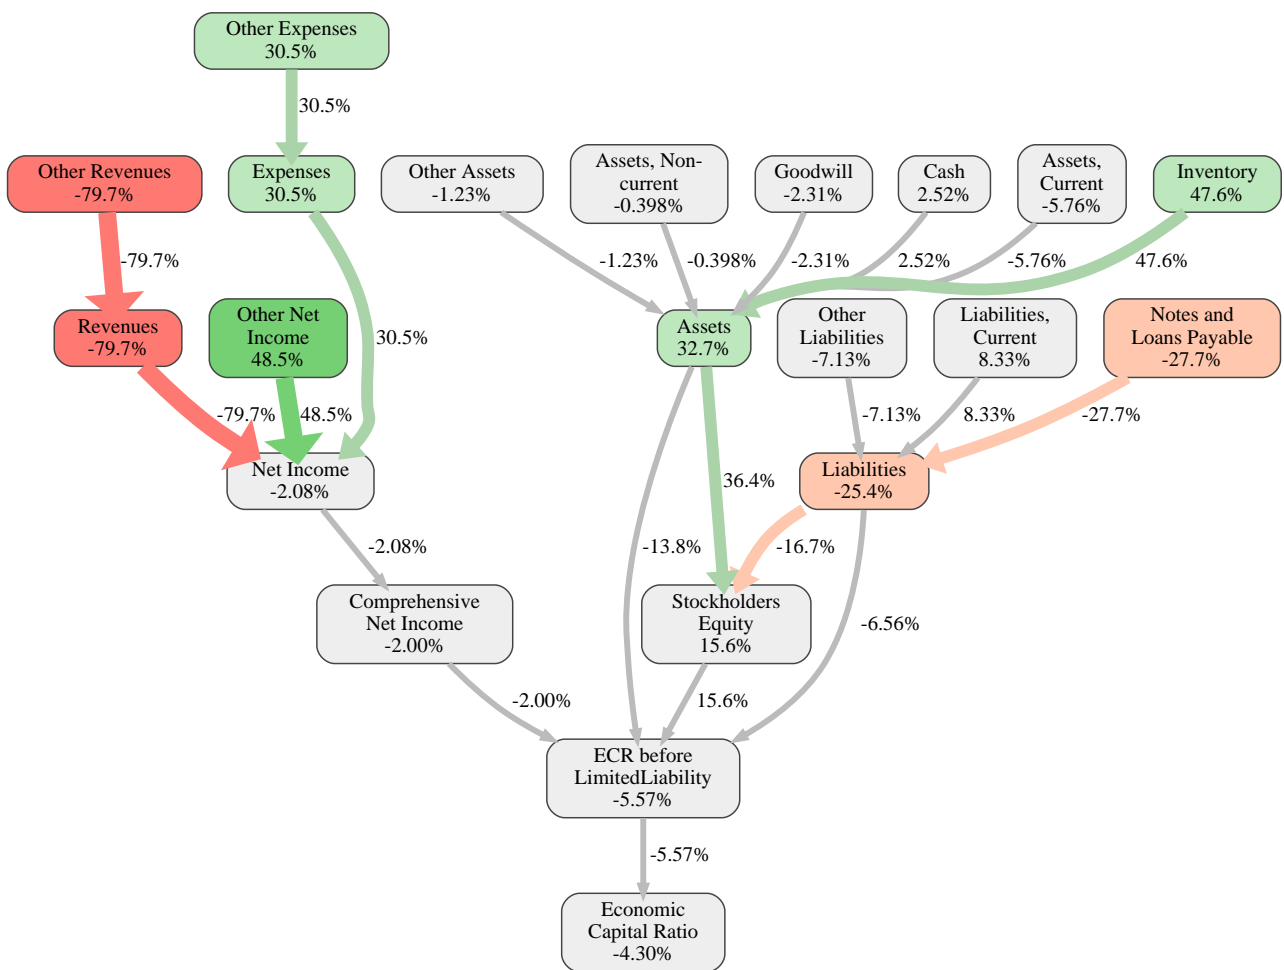 Other Expenses
30.5%
30.5%
Other Revenues
-79.7%
Expenses
30.5%
Other Assets
-1.23%
Assets, Non-
current
-0.398%
Goodwill
-2.31%
Cash
2.52%
Assets,
Current
-5.76%
Inventory
47.6%
-79.7%
-1.23%
-0.398%
-2.31%
2.52%
-5.76%
47.6%
Revenues
-79.7%
Other Net
Income
48.5%
30.5%
Assets
32.7%
Other
Liabilities
-7.13%
Liabilities,
Current
8.33%
Notes and
Loans Payable
-27.7%
-79.7%
48.5%
-7.13%
8.33%
-27.7%
Net Income
-2.08%
36.4%
Liabilities
-25.4%
-2.08%
-13.8%
-16.7%
Comprehensive
Net Income
-2.00%
Stockholders
Equity
15.6%
-6.56%
-2.00%
15.6%
ECR before
LimitedLiability
-5.57%
-5.57%
Economic
Capital Ratio
-4.30%